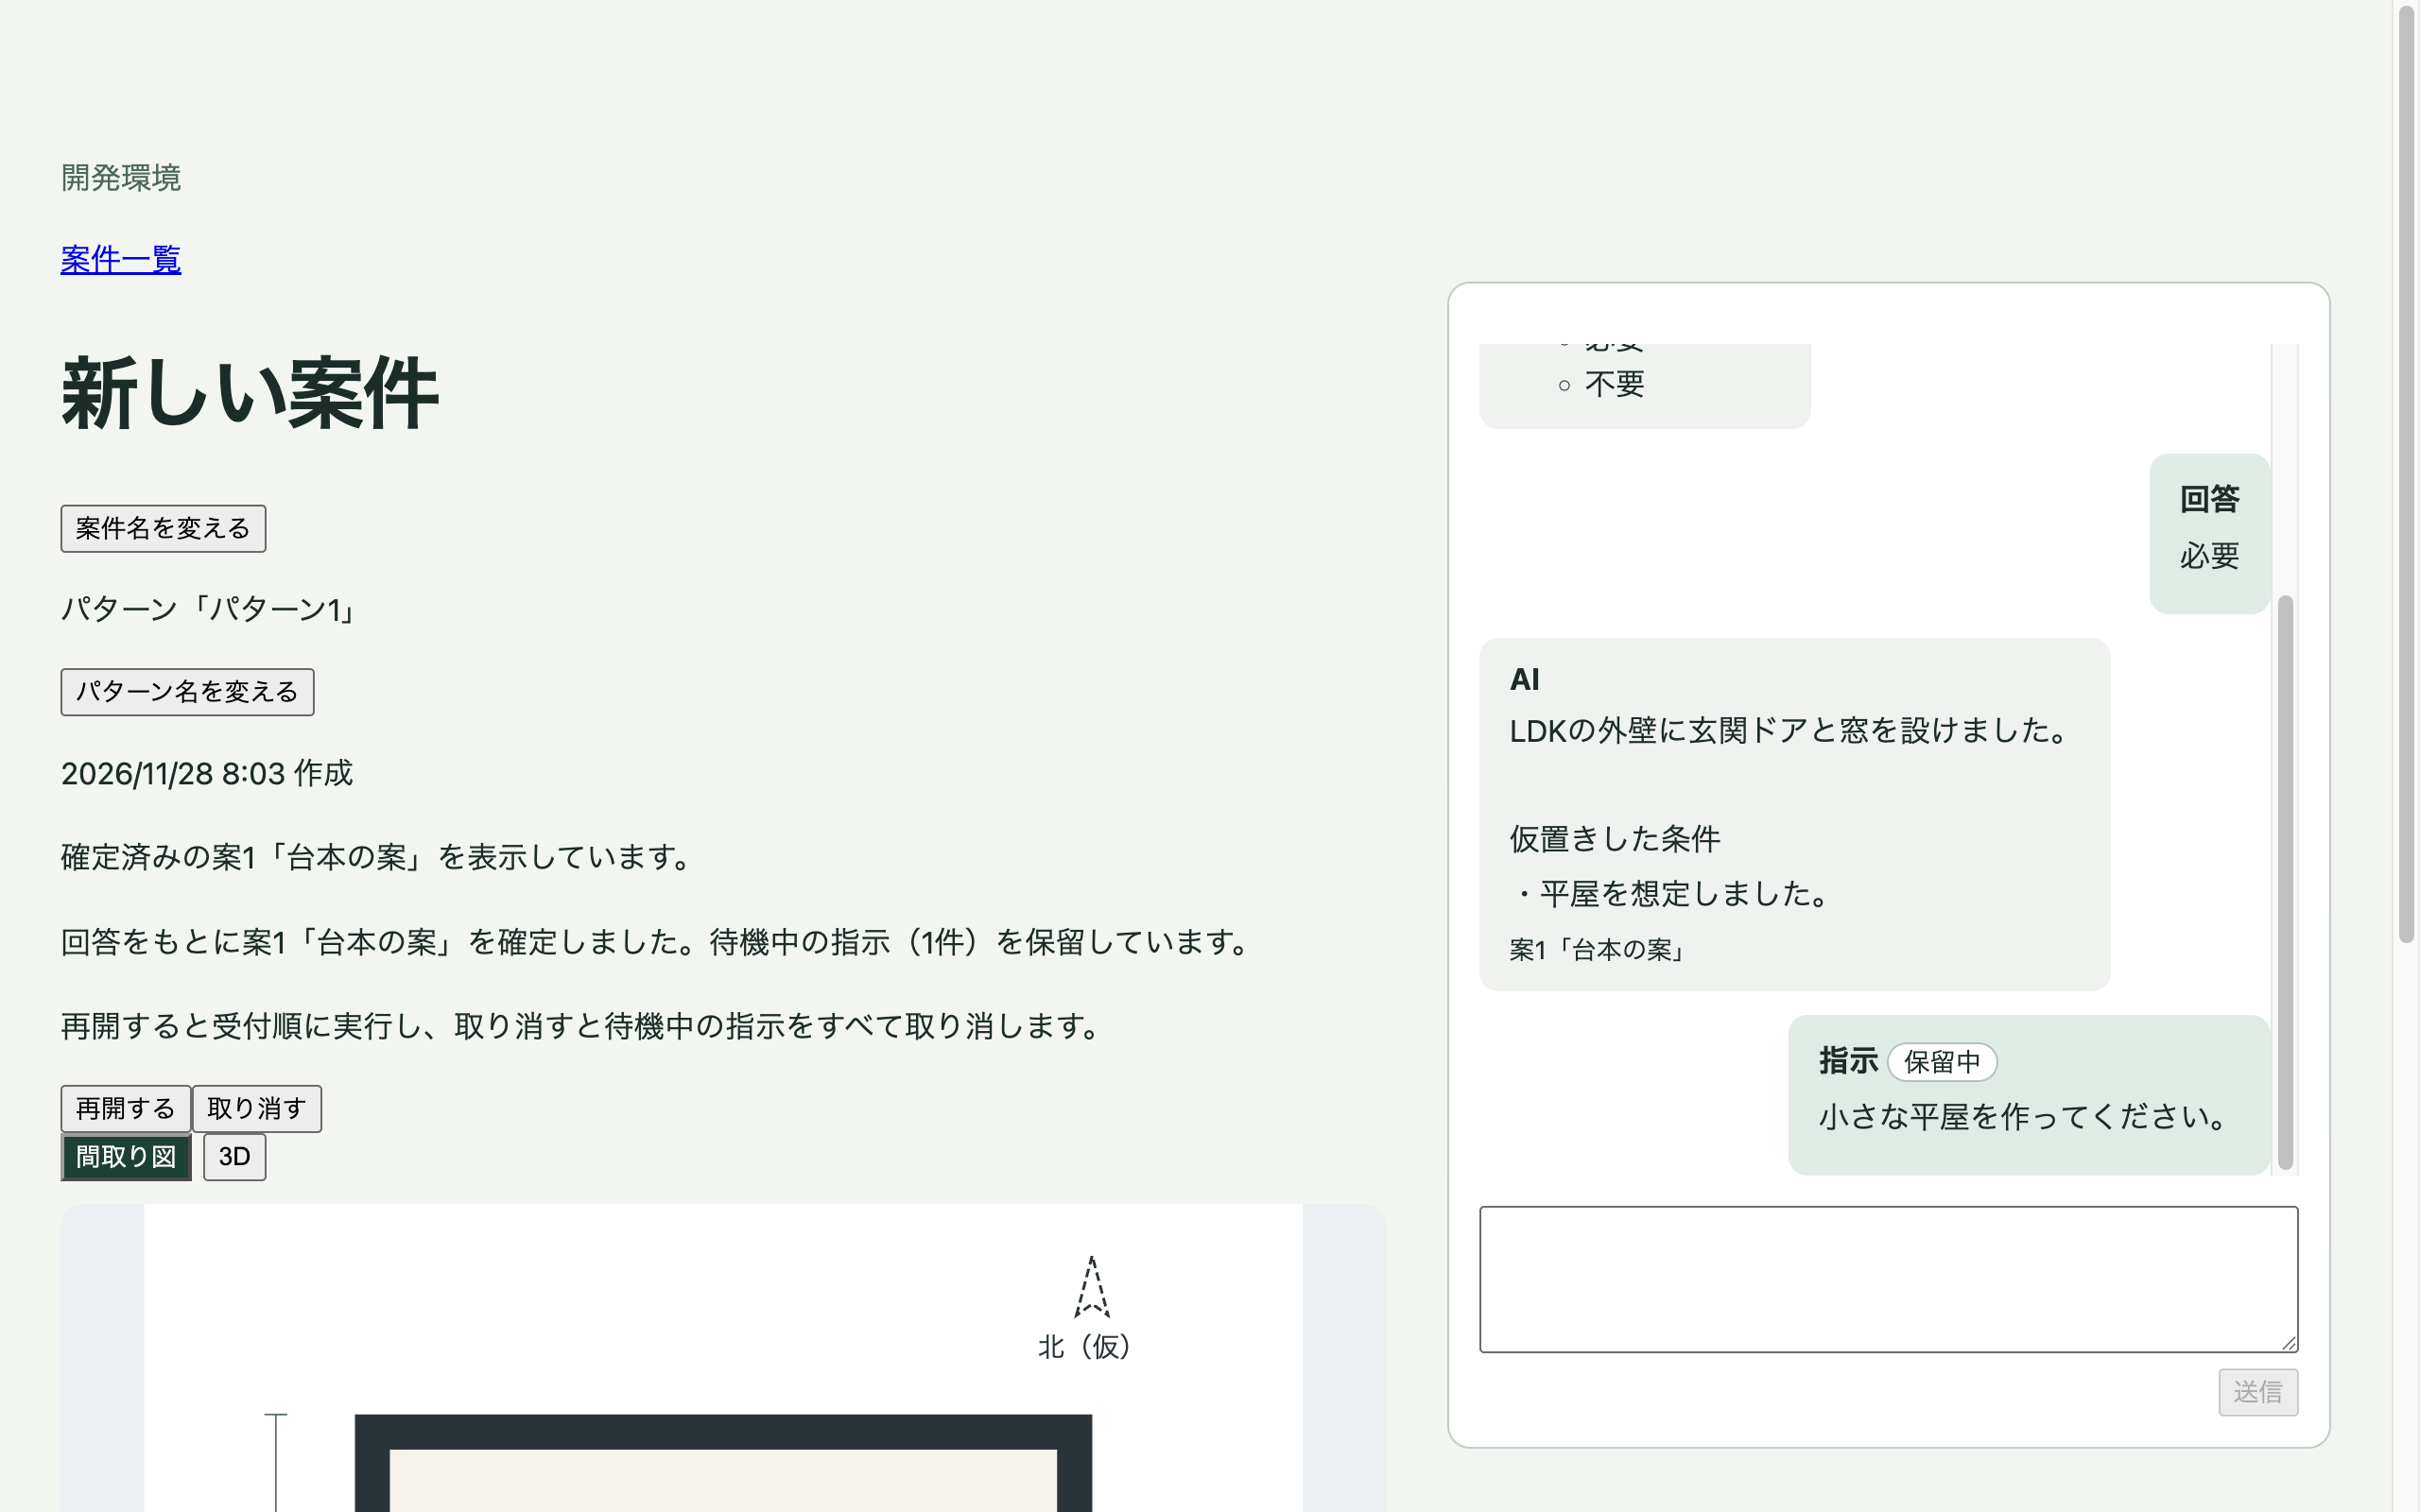 開発環境
案件一覧
新しい案件
案件名を変える
パターン「パターン1」
パターン名を変える
2026/11/28 8:03 作成
確定済みの案1「台本の案」を表示しています。
回答をもとに案1「台本の案」を確定しました。待機中の指示（1件）を保留しています。
再開すると受付順に実行し、取り消すと待機中の指示をすべて取り消します。
再開する 取り消す
間取り図 3D
北（仮）
必要
不要
回答
必要
AI
LDKの外壁に玄関ドアと窓を設けました。
仮置きした条件
・平屋を想定しました。
案1「台本の案」
指示 保留中
小さな平屋を作ってください。
送信